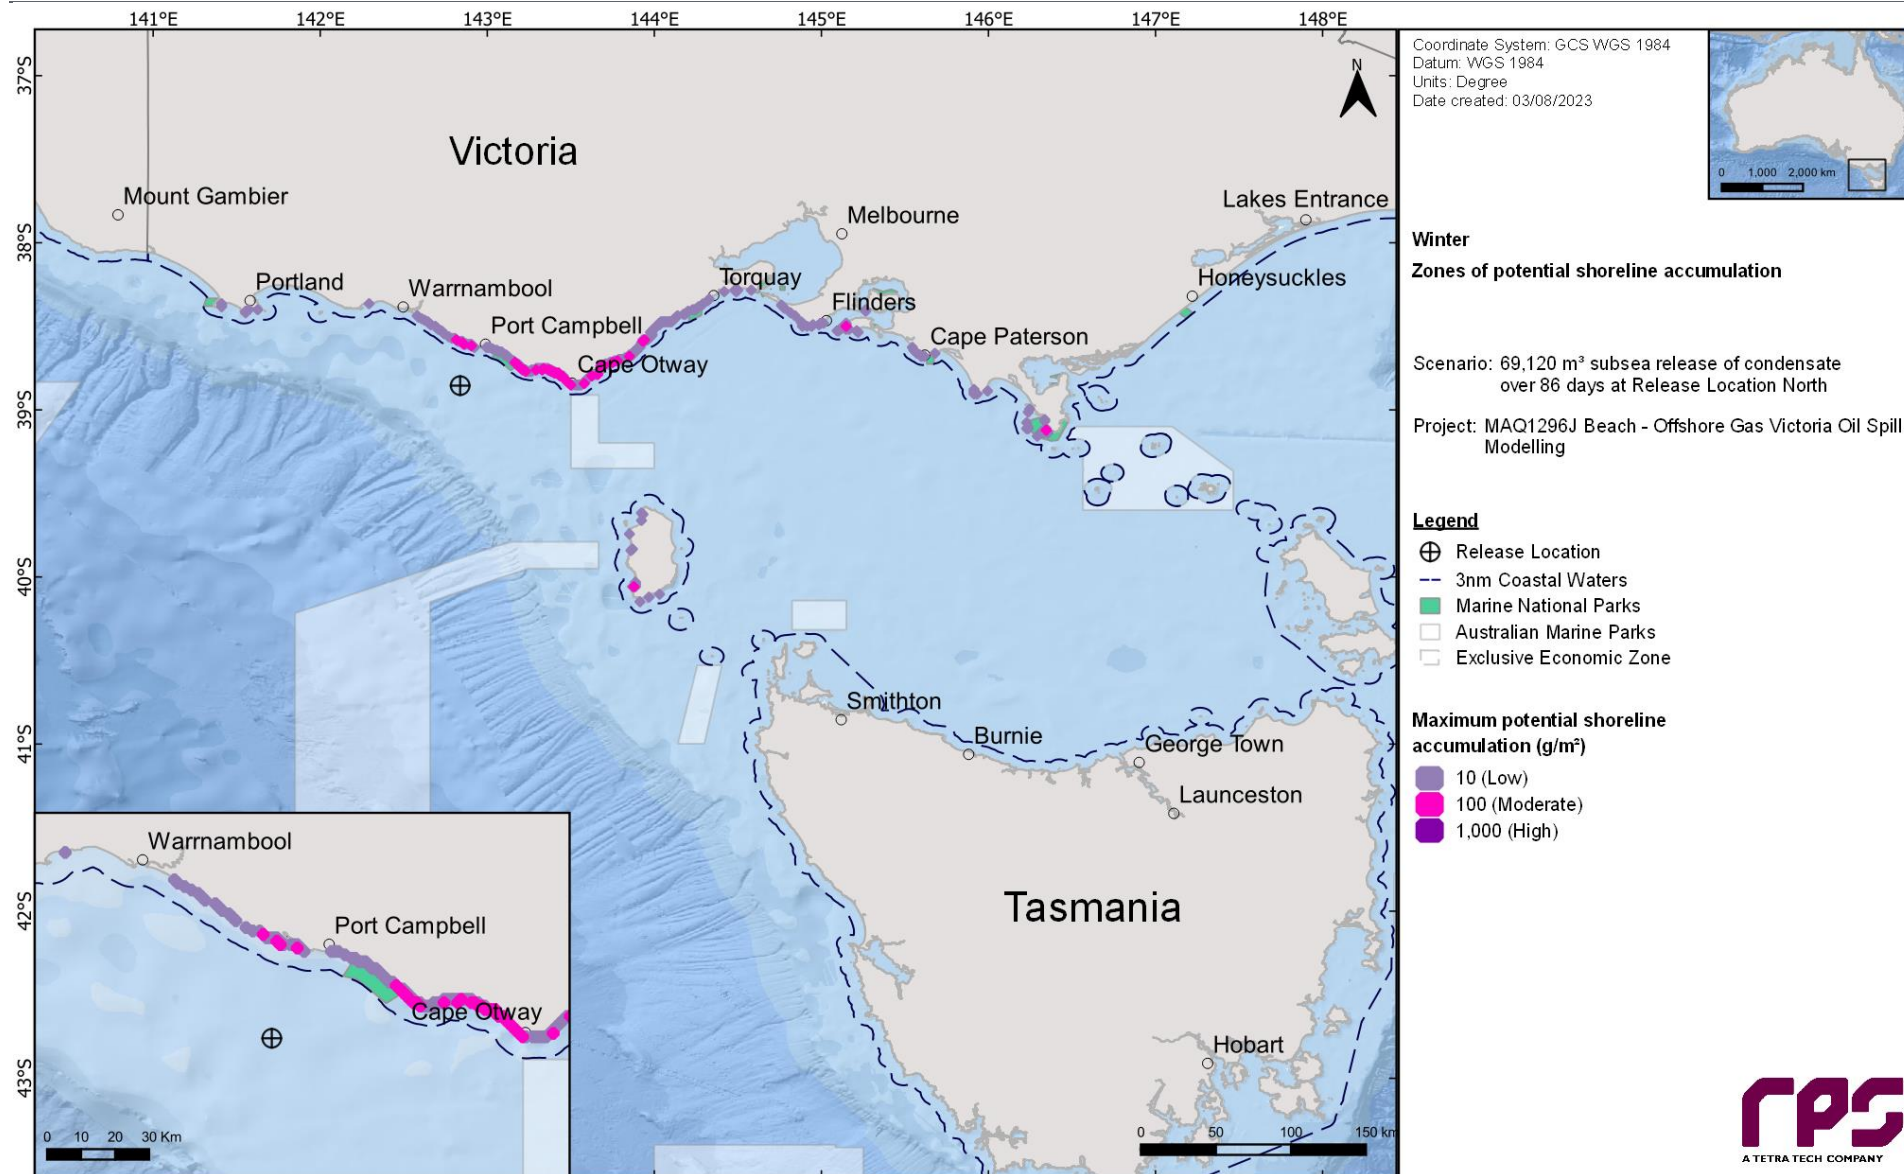 141°E 142°E 143°E 144°E 145°E 146°E 147°E 148°E
37°S
38°S
39°S
40°S
41°S
42°S
43°S
Victoria
Mount Gambier
Portland
Warrnambool
Port Campbell
Cape Otway
Torquay
Melbourne
Flinders
Cape Paterson
Lakes Entrance
Honeysuckles
N
Smithton
Burnie
George Town
Launceston
Tasmania
Hobart
0 50 100 150 km
Warrnambool
Port Campbell
Cape Otway
0 10 20 30 Km
Coordinate System: GCS WGS 1984
Datum: WGS 1984
Units: Degree
Date created: 03/08/2023
0 1,000 2,000 km
Winter
Zones of potential shoreline accumulation
Scenario: 69,120 m³ subsea release of condensate
over 86 days at Release Location North
Project: MAQ1296J Beach - Offshore Gas Victoria Oil Spill
Modelling
Legend
Release Location
3nm Coastal Waters
Marine National Parks
Australian Marine Parks
Exclusive Economic Zone
Maximum potential shoreline
accumulation (g/m²)
10 (Low)
100 (Moderate)
1,000 (High)
rps
A TETRA TECH COMPANY